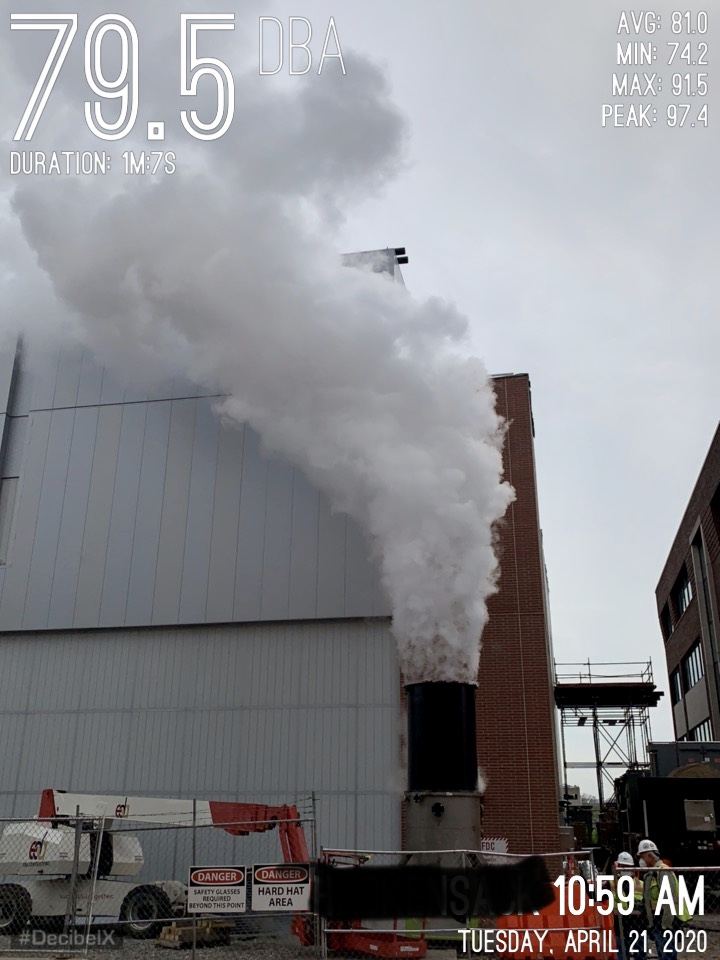 79.5 DBA
DURATION: 1M:7S
AVG: 81.0
MIN: 74.2
MAX: 91.5
PEAK: 97.4
FDC
DANGER
SAFETY GLASSES
REQUIRED
BEYOND THIS POINT
DANGER
HARD HAT
AREA
10:59 AM
TUESDAY, APRIL 21, 2020
#DecibelX